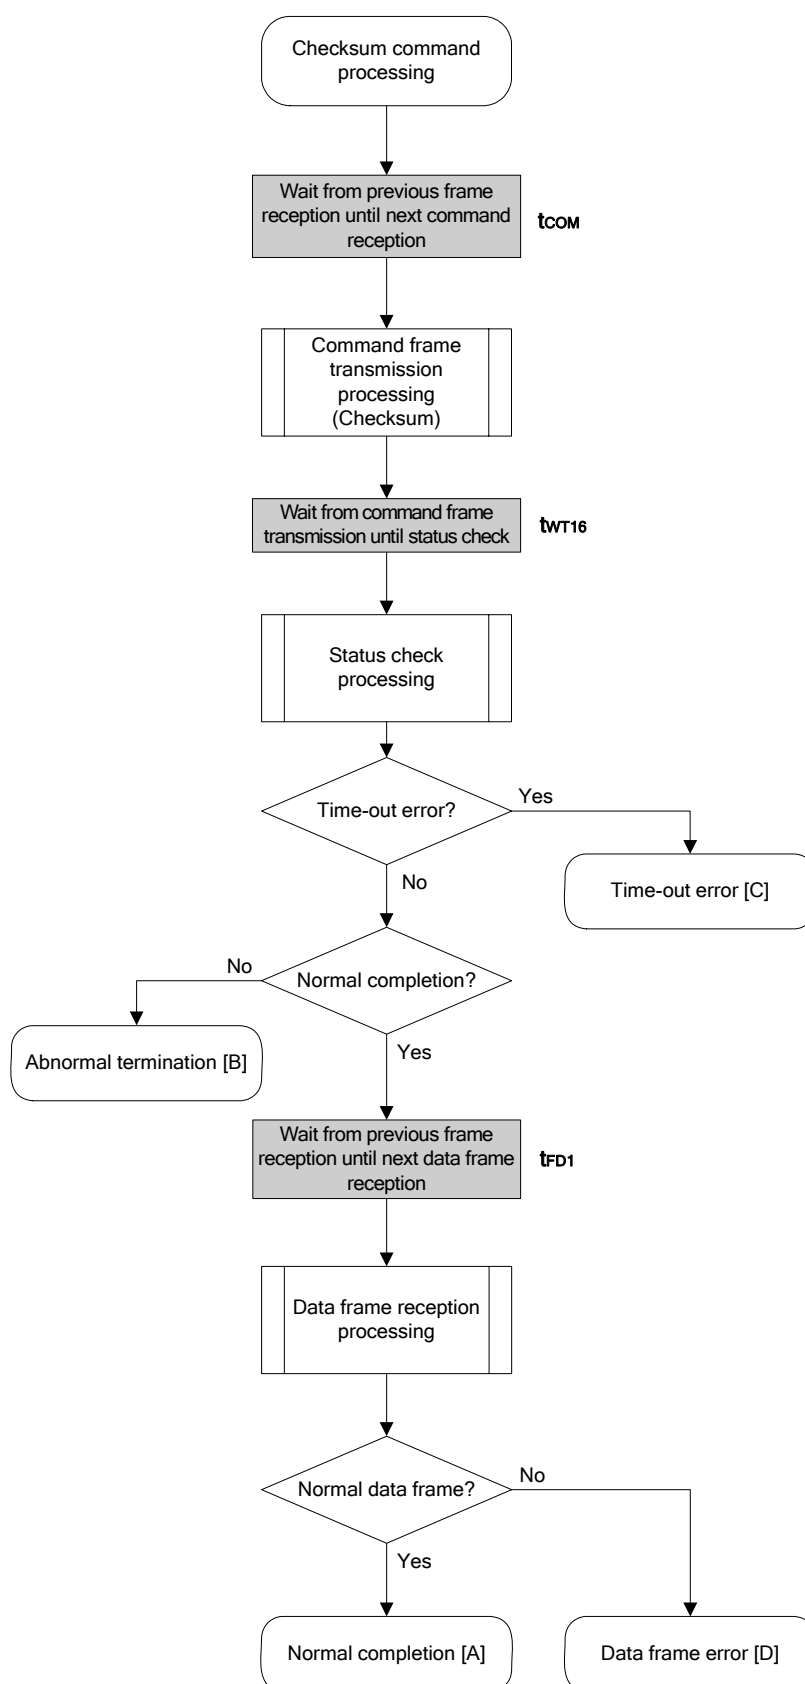 Checksum command
processing
Wait from previous frame
reception until next command
reception
tCOM
Command frame
transmission
processing
(Checksum)
Wait from command frame
transmission until status check
tWT16
Status check
processing
Time-out error?
Yes
Time-out error [C]
No
Normal completion?
No
Abnormal termination [B]
Yes
Wait from previous frame
reception until next data frame
reception
tFD1
Data frame reception
processing
Normal data frame?
No
Yes
Normal completion [A]
Data frame error [D]